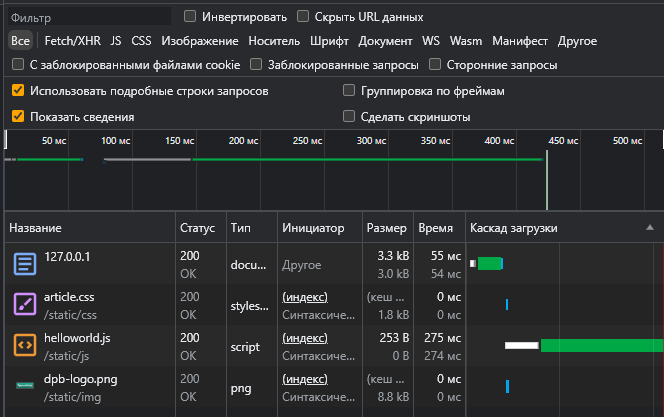 Фильтр Инвертировать Скрыть URL данных
Все Fetch/XHR JS CSS Изображение Носитель Шрифт Документ WS Wasm Манифест Другое
С заблокированными файлами cookie Заблокированные запросы Сторонние запросы
Использовать подробные строки запросов Группировка по фреймам
Показать сведения Сделать скриншоты
50 мс 100 мс 150 мс 200 мс 250 мс 300 мс 350 мс 400 мс 450 мс 500 мс
Название Статус Тип Инициатор Размер Время Каскад загрузки
127.0.0.1 200 OK docu... Другое 3.3 kB 3.0 kB 55 мс 54 мс
article.css /static/css 200 OK styles... (индекс) Синтаксиче... (кеш ... 1.8 kB 0 мс 0 мс
helloworld.js /static/js 200 OK script (индекс) Синтаксиче... 253 B 0 B 275 мс 274 мс
dpb-logo.png /static/img 200 OK png (индекс) Синтаксиче... (кеш ... 8.8 kB 0 мс 0 мс